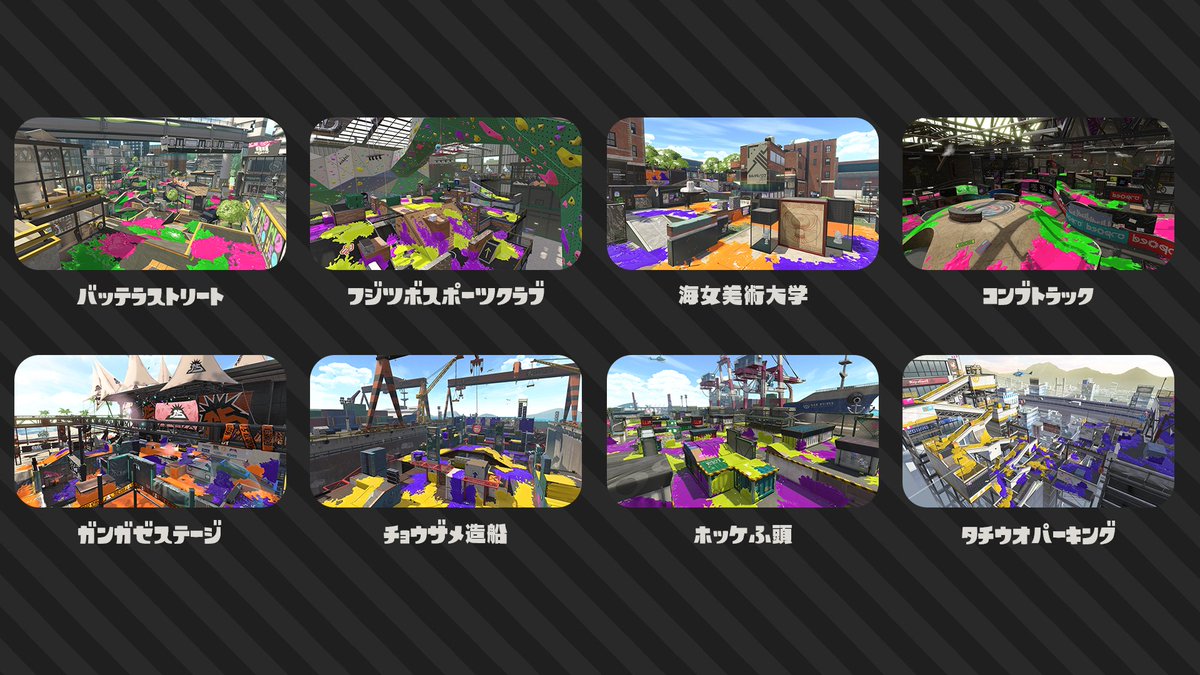 バッテラストリート
フジツボスポーツクラブ
海女美術大学
コンブトラック
ガンガゼステージ
チョウザメ造船
ホッケふ頭
タチウオパーキング